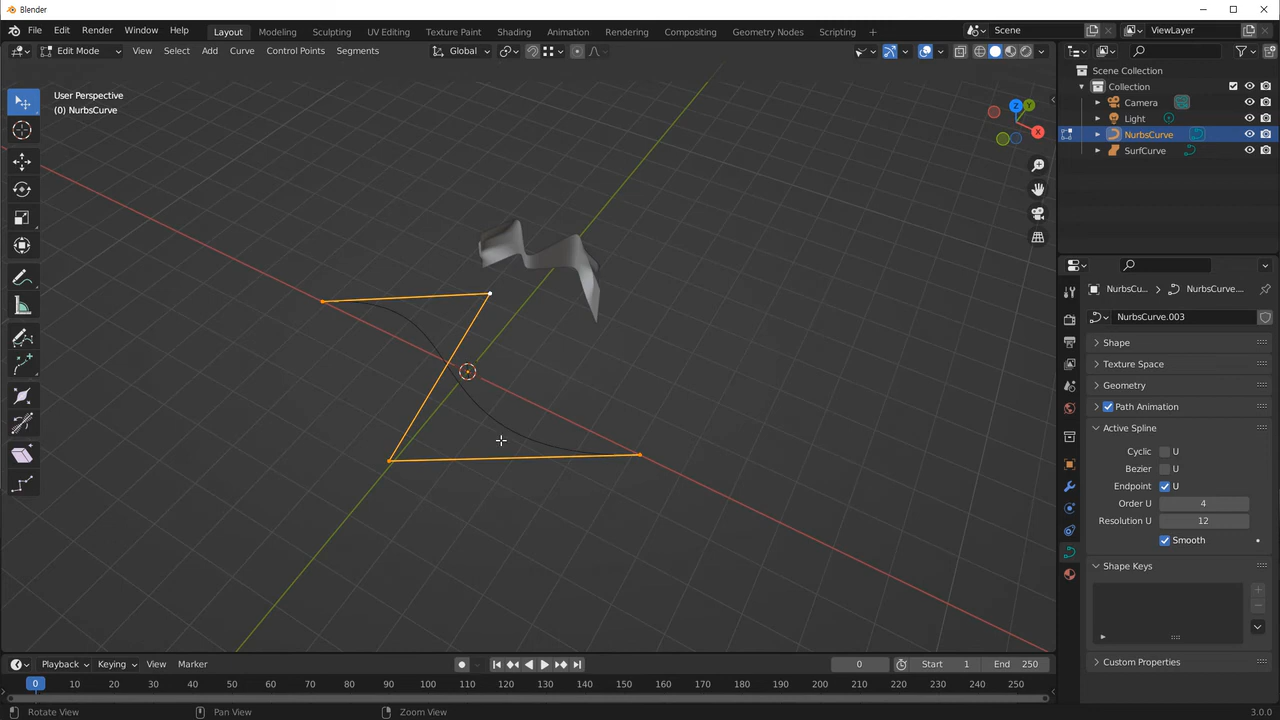 Blender
File Edit Render Window Help Layout Modeling Sculpting UV Editing Texture Paint Shading Animation Rendering Compositing Geometry Nodes Scripting + Scene ViewLayer
Edit Mode View Select Add Curve Control Points Segments Global
User Perspective
(0) NurbsCurve
Z
Y
X
Scene Collection
Collection
Camera
Light
NurbsCurve
SurfCurve
NurbsCu... > NurbsCurve....
NurbsCurve.003
Shape
Texture Space
Geometry
Path Animation
Active Spline
Cyclic U
Bezier U
Endpoint U
Order U 4
Resolution U 12
Smooth
Shape Keys
Custom Properties
Playback Keying View Marker 0 Start 1 End 250
0 10 20 30 40 50 60 70 80 90 100 110 120 130 140 150 160 170 180 190 200 210 220 230 240 250
Rotate View Pan View Zoom View 3.0.0